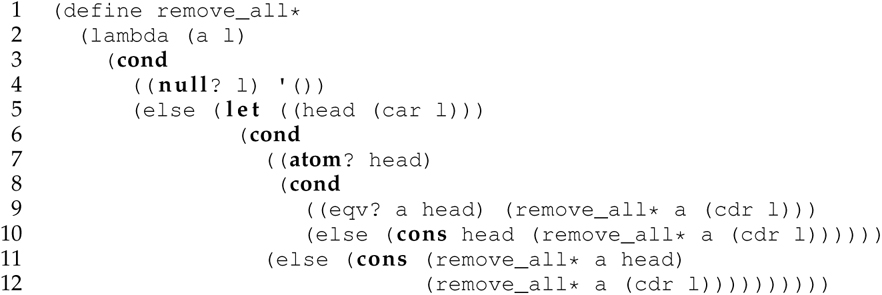 1 (define remove_all*
2   (lambda (a l)
3     (cond
4       ((null? l) '())
5       (else (let ((head (car l)))
6               (cond
7                 ((atom? head)
8                  (cond
9                    ((eqv? a head) (remove_all* a (cdr l)))
10                    (else (cons head (remove_all* a (cdr l))))))
11                 (else (cons (remove_all* a head)
12                             (remove_all* a (cdr l))))))))))